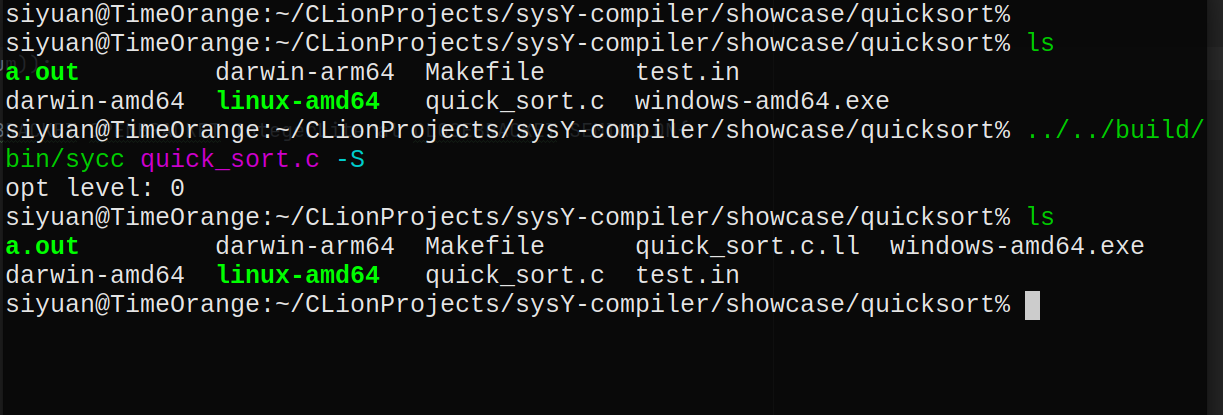 siyuan@TimeOrange:~/CLionProjects/sysY-compiler/showcase/quicksort%
siyuan@TimeOrange:~/CLionProjects/sysY-compiler/showcase/quicksort% ls
a.out         darwin-arm64  Makefile      test.in
darwin-amd64  linux-amd64   quick_sort.c  windows-amd64.exe
siyuan@TimeOrange:~/CLionProjects/sysY-compiler/showcase/quicksort% ../../build/
bin/sycc quick_sort.c -S
opt level: 0
siyuan@TimeOrange:~/CLionProjects/sysY-compiler/showcase/quicksort% ls
a.out         darwin-arm64  Makefile      quick_sort.c.ll  windows-amd64.exe
darwin-amd64  linux-amd64   quick_sort.c  test.in
siyuan@TimeOrange:~/CLionProjects/sysY-compiler/showcase/quicksort%